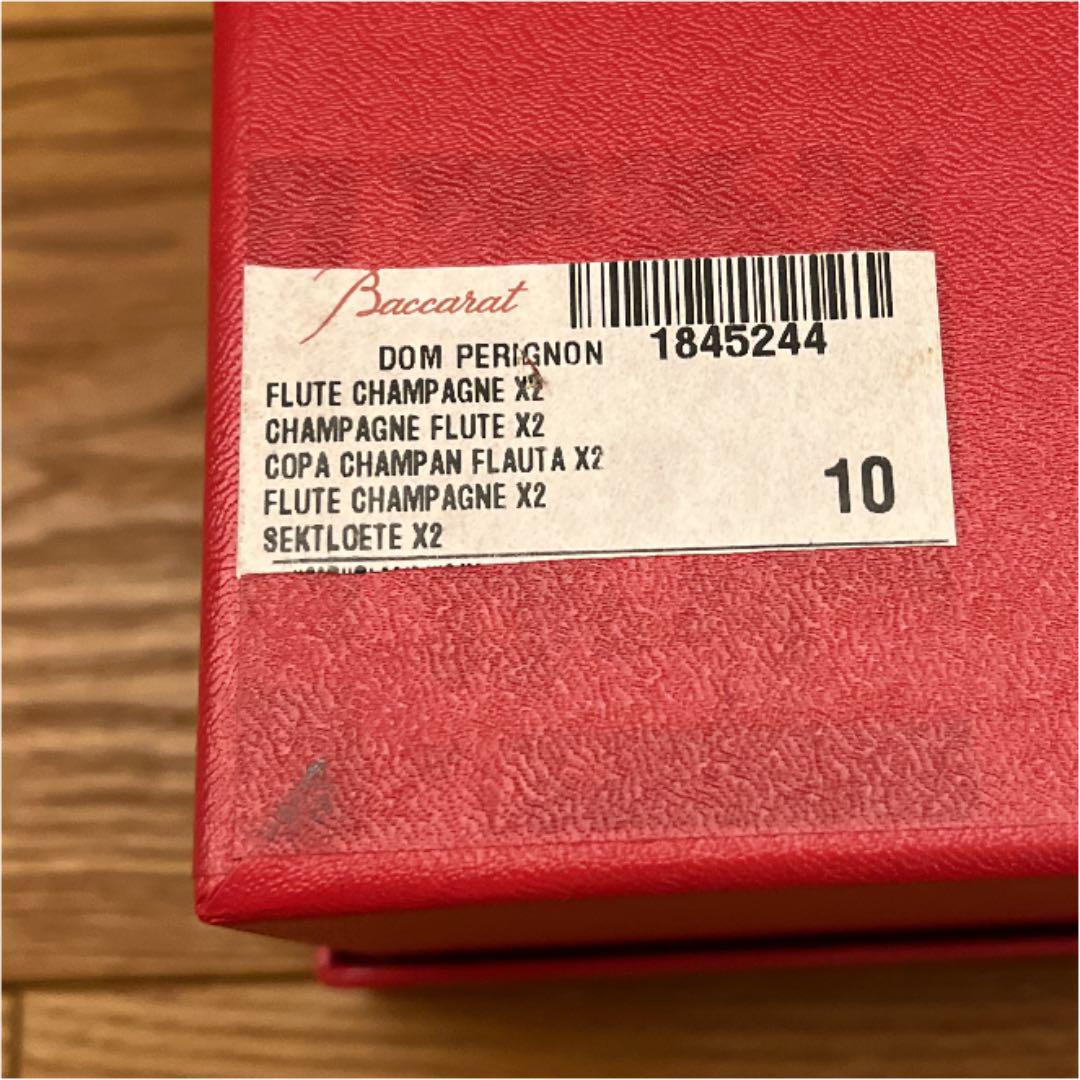 Baccarat
DOM PERIGNON 1845244
FLUTE CHAMPAGNE X2
CHAMPAGNE FLUTE X2
COPA CHAMPAN FLAUTA X2
FLUTE CHAMPAGNE X2
SEKTLOETE X2
10